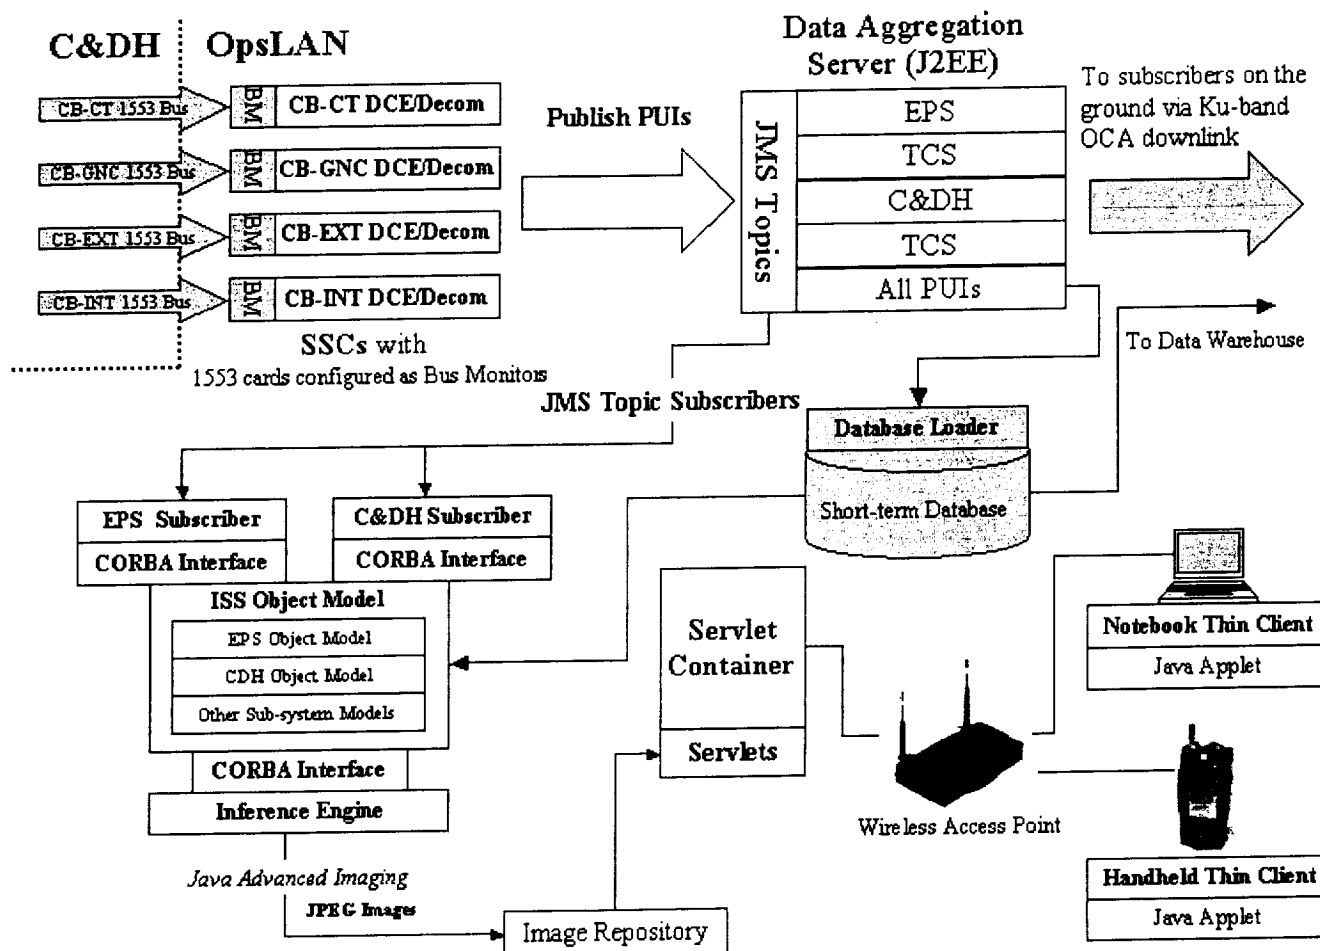 C&DH
OpsLAN
CB-CT 1553 Bus
BM
CB-CT DCE/Decom
CB-GNC 1553 Bus
BM
CB-GNC DCE/Decom
CB-EXT 1553 Bus
BM
CB-EXT DCE/Decom
CB-INT 1553 Bus
BM
CB-INT DCE/Decom
SSCs with
1553 cards configured as Bus Monitors
Publish PUIs
Data Aggregation
Server (J2EE)
JMS Topics
EPS
TCS
C&DH
TCS
All PUIs
To subscribers on the
ground via Ku-band
OCA downlink
To Data Warehouse
JMS Topic Subscribers
Database Loader
Short-term Database
EPS Subscriber
CORBA Interface
C&DH Subscriber
CORBA Interface
ISS Object Model
EPS Object Model
CDH Object Model
Other Sub-system Models
CORBA Interface
Inference Engine
Java Advanced Imaging
JPEG Images
Image Repository
Servlet
Container
Servlets
Wireless Access Point
Notebook Thin Client
Java Applet
Handheld Thin Client
Java Applet